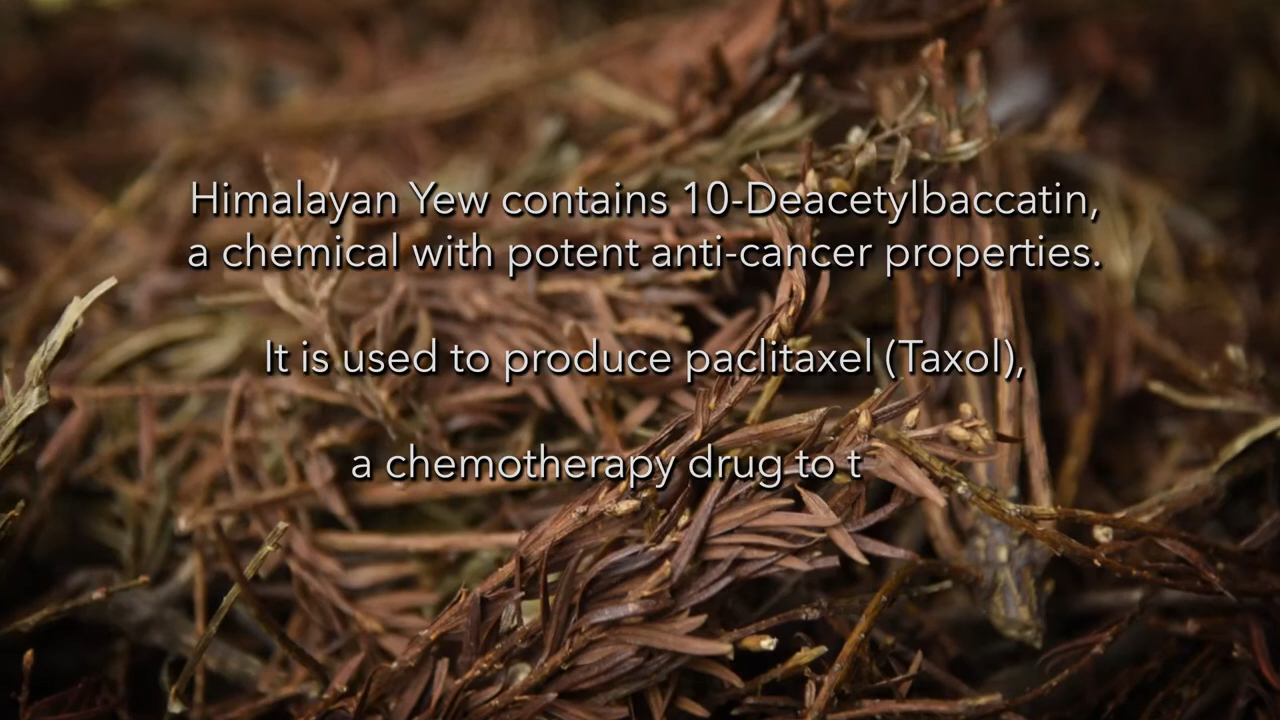 Himalayan Yew contains 10-Deacetylbaccatin,
a chemical with potent anti-cancer properties.
It is used to produce paclitaxel (Taxol),
a chemotherapy drug to t